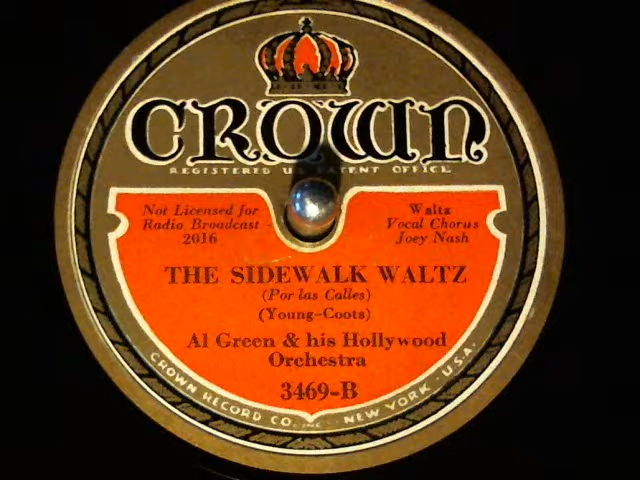 CROWN
REGISTERED U.S. PATENT OFFICE
Not Licensed for
Radio Broadcast -
2016
Waltz
Vocal Chorus
Joey Nash
THE SIDEWALK WALTZ
(Por las Calles)
(Young-Coots)
Al Green & his Hollywood
Orchestra
3469-B
CROWN RECORD CO. INC. - NEW YORK - U.S.A.